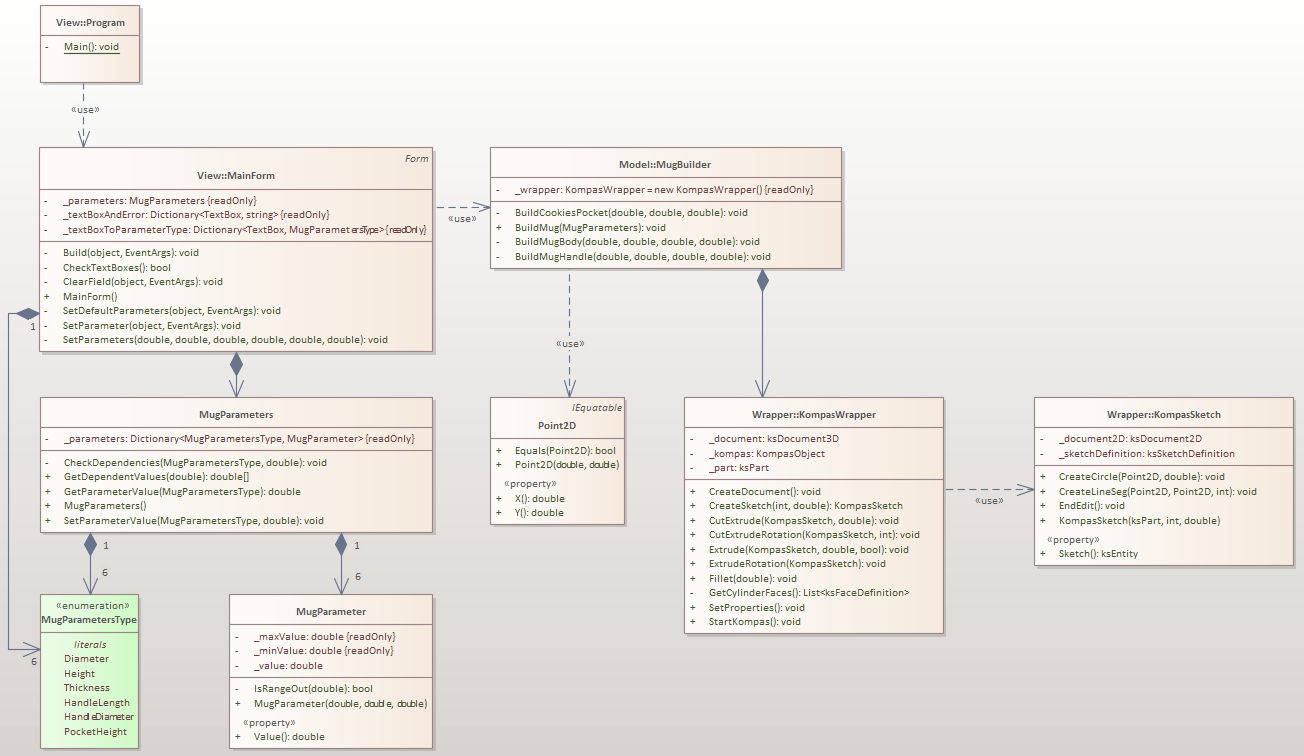 View::Program
- Main(): void
«use»
Form
View::MainForm
- _parameters: MugParameters {readOnly}
- _textBoxAndError: Dictionary<TextBox, string> {readOnly}
- _textBoxToParameterType: Dictionary<TextBox, MugParametersType> {readOnly}
- Build(object, EventArgs): void
- CheckTextBoxes(): bool
- ClearField(object, EventArgs): void
+ MainForm()
- SetDefaultParameters(object, EventArgs): void
- SetParameter(object, EventArgs): void
- SetParameters(double, double, double, double, double, double): void
1
6
«use»
Model::MugBuilder
- _wrapper: KompasWrapper = new KompasWrapper() {readOnly}
- BuildCookiesPocket(double, double, double): void
+ BuildMug(MugParameters): void
- BuildMugBody(double, double, double, double): void
- BuildMugHandle(double, double, double, double): void
«use»
MugParameters
- _parameters: Dictionary<MugParametersType, MugParameter> {readOnly}
- CheckDependencies(MugParametersType, double): void
+ GetDependentValues(double): double[]
+ GetParameterValue(MugParametersType): double
+ MugParameters()
+ SetParameterValue(MugParametersType, double): void
1
6
1
6
IEquatable
Point2D
+ Equals(Point2D): bool
+ Point2D(double, double)
«property»
+ X(): double
+ Y(): double
Wrapper::KompasWrapper
- _document: ksDocument3D
- _kompas: KompasObject
- _part: ksPart
+ CreateDocument(): void
+ CreateSketch(int, double): KompasSketch
+ CutExtrude(KompasSketch, double): void
+ CutExtrudeRotation(KompasSketch, int): void
+ Extrude(KompasSketch, double, bool): void
+ ExtrudeRotation(KompasSketch): void
+ Fillet(double): void
- GetCylinderFaces(): List<ksFaceDefinition>
+ SetProperties(): void
+ StartKompas(): void
«use»
Wrapper::KompasSketch
- _document2D: ksDocument2D
- _sketchDefinition: ksSketchDefinition
+ CreateCircle(Point2D, double): void
+ CreateLineSeg(Point2D, Point2D, int): void
+ EndEdit(): void
+ KompasSketch(ksPart, int, double)
«property»
+ Sketch(): ksEntity
«enumeration»
MugParametersType
literals
Diameter
Height
Thickness
HandleLength
HandleDiameter
PocketHeight
MugParameter
- _maxValue: double {readOnly}
- _minValue: double {readOnly}
- _value: double
- IsRangeOut(double): bool
+ MugParameter(double, double, double)
«property»
+ Value(): double